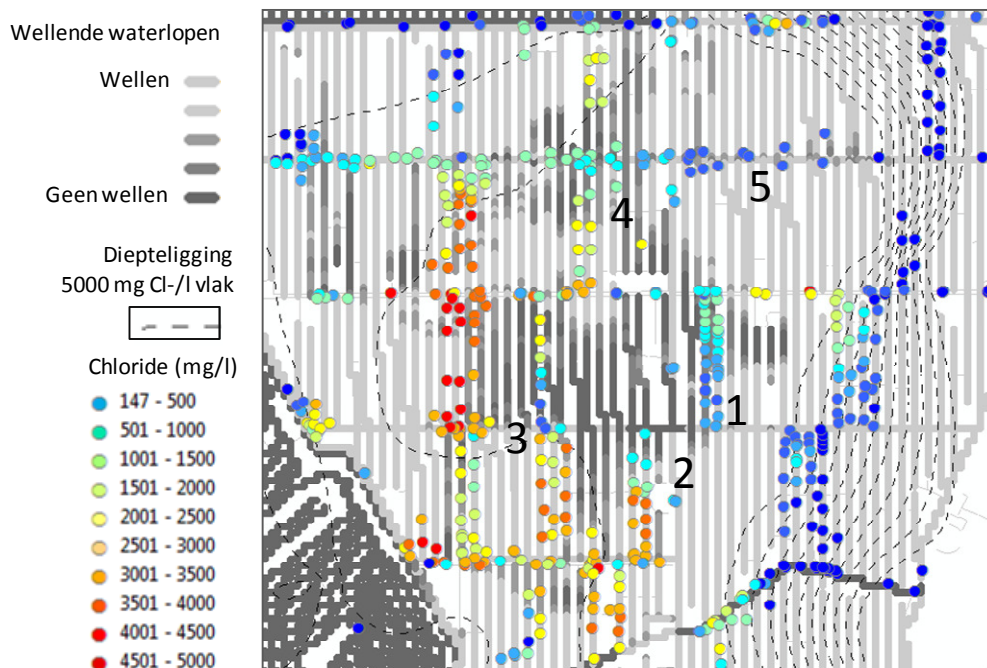 Wellende waterlopen
Wellen
Geen wellen
Diepteligging
5000 mg Cl-/l vlak
Chloride (mg/l)
147 - 500
501 - 1000
1001 - 1500
1501 - 2000
2001 - 2500
2501 - 3000
3001 - 3500
3501 - 4000
4001 - 4500
4501 - 5000
5
4
1
3
2